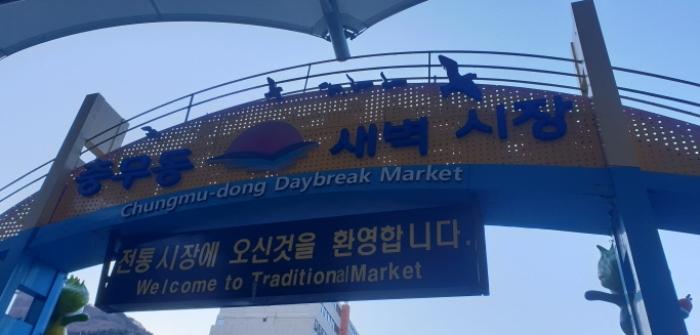 충무동 새벽 시장
Chungmu-dong Daybreak Market
전통시장에 오신것을 환영합니다.
Welcome to TraditionalMarket